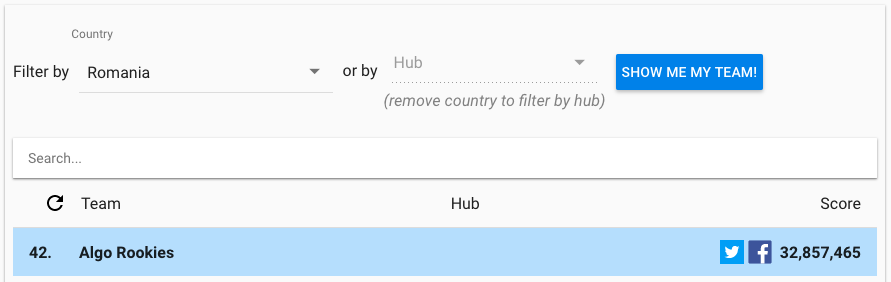 Country
Filter by Romania or by Hub SHOW ME MY TEAM!
(remove country to filter by hub)
Search...
Team Hub Score
42. Algo Rookies 32,857,465